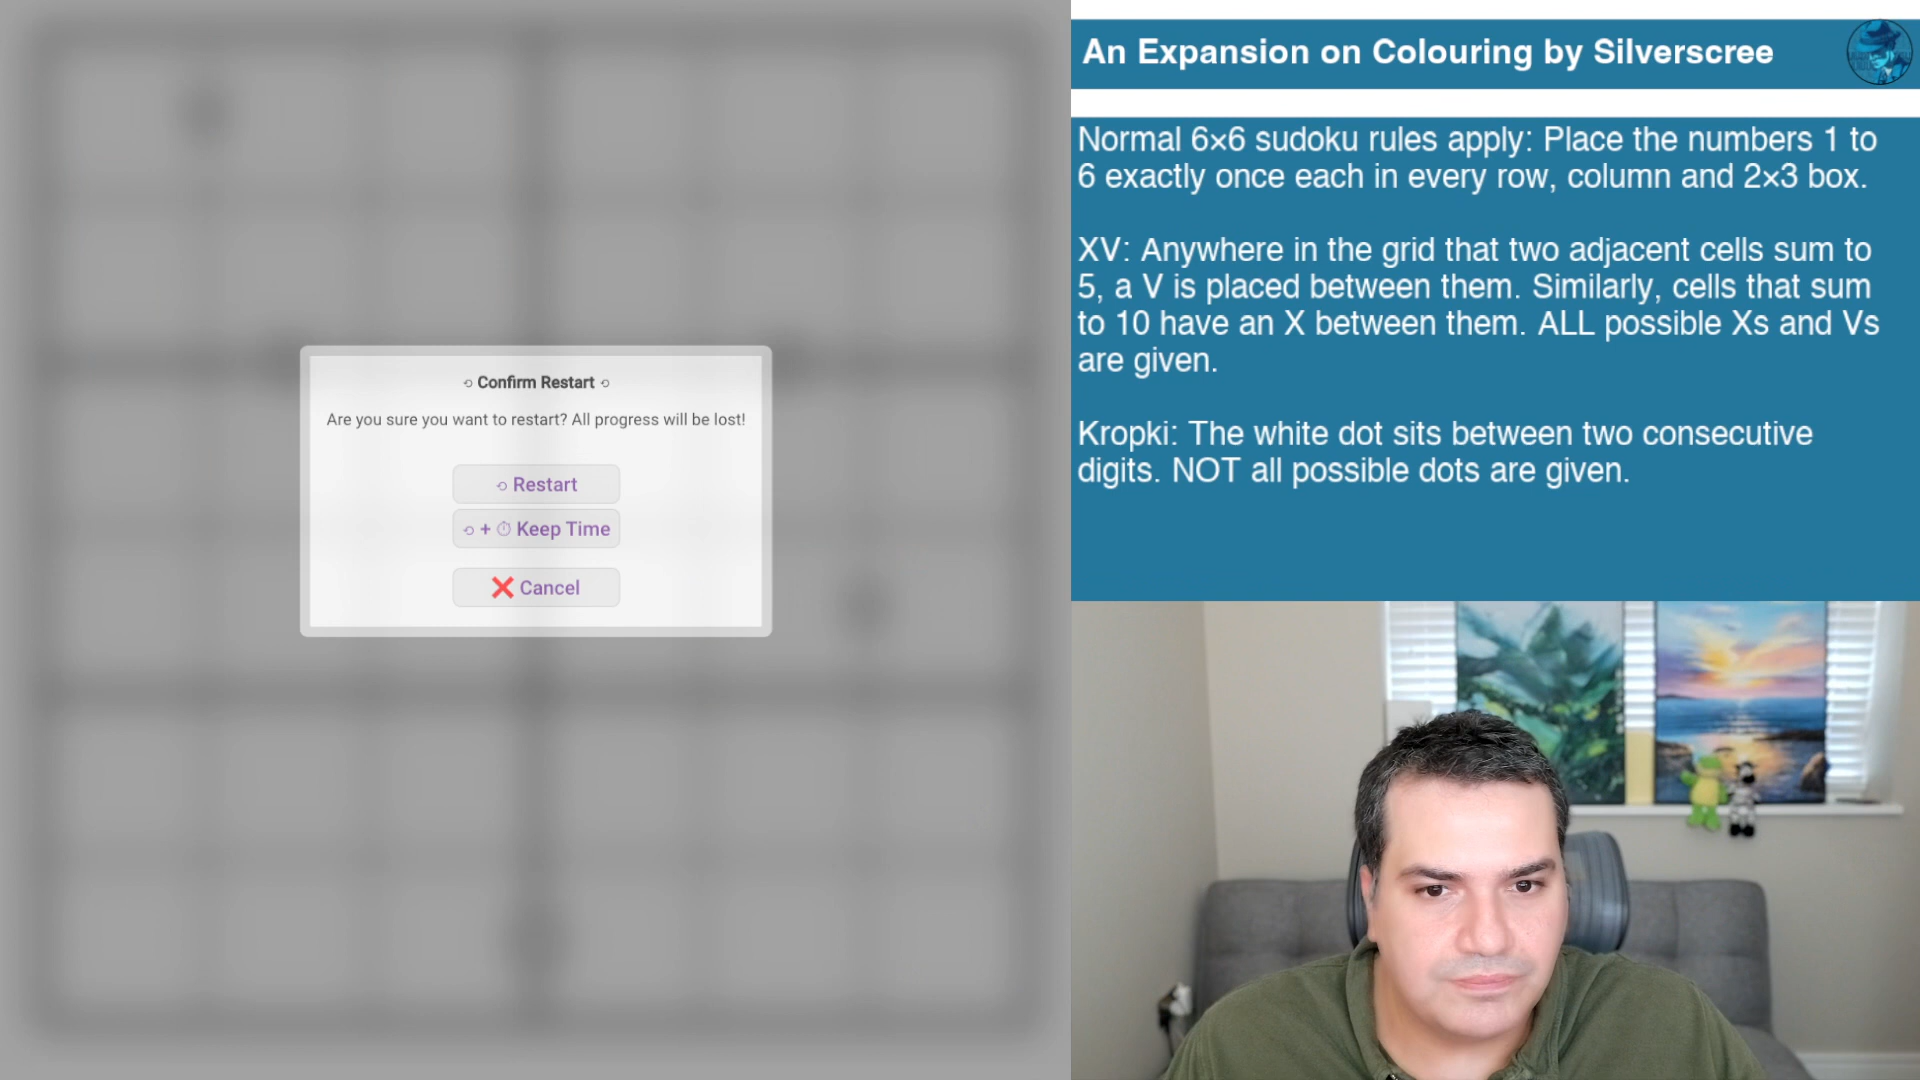 An Expansion on Colouring by Silverscree
Normal 6×6 sudoku rules apply: Place the numbers 1 to
6 exactly once each in every row, column and 2×3 box.
XV: Anywhere in the grid that two adjacent cells sum to
5, a V is placed between them. Similarly, cells that sum
to 10 have an X between them. ALL possible Xs and Vs
are given.
Kropki: The white dot sits between two consecutive
digits. NOT all possible dots are given.
Confirm Restart
Are you sure you want to restart? All progress will be lost!
Restart
+ Keep Time
Cancel